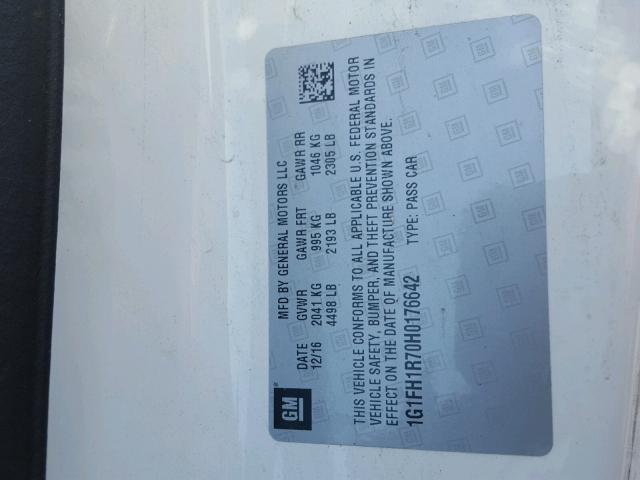 GM
MFD BY GENERAL MOTORS LLC
DATE GVWR GAWR FRT GAWR RR
12/16 2041 KG 995 KG 1046 KG
4498 LB 2193 LB 2305 LB
THIS VEHICLE CONFORMS TO ALL APPLICABLE U.S. FEDERAL MOTOR
VEHICLE SAFETY, BUMPER, AND THEFT PREVENTION STANDARDS IN
EFFECT ON THE DATE OF MANUFACTURE SHOWN ABOVE.
1G1FH1R70H0176642 TYPE: PASS CAR